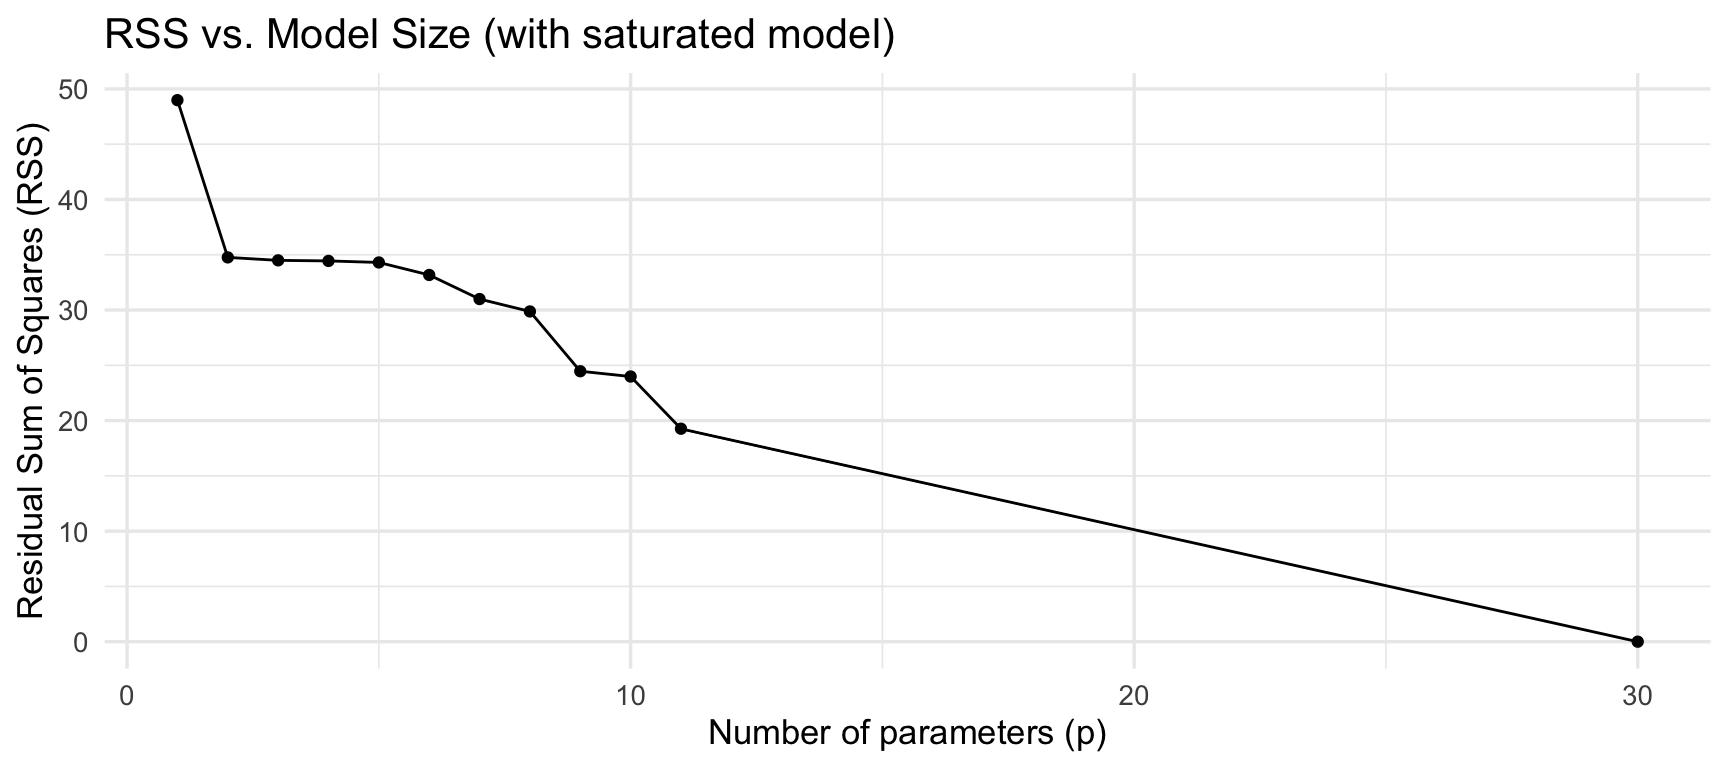 RSS vs. Model Size (with saturated model)
Residual Sum of Squares (RSS)
50
40
30
20
10
0
0 10 20 30
Number of parameters (p)